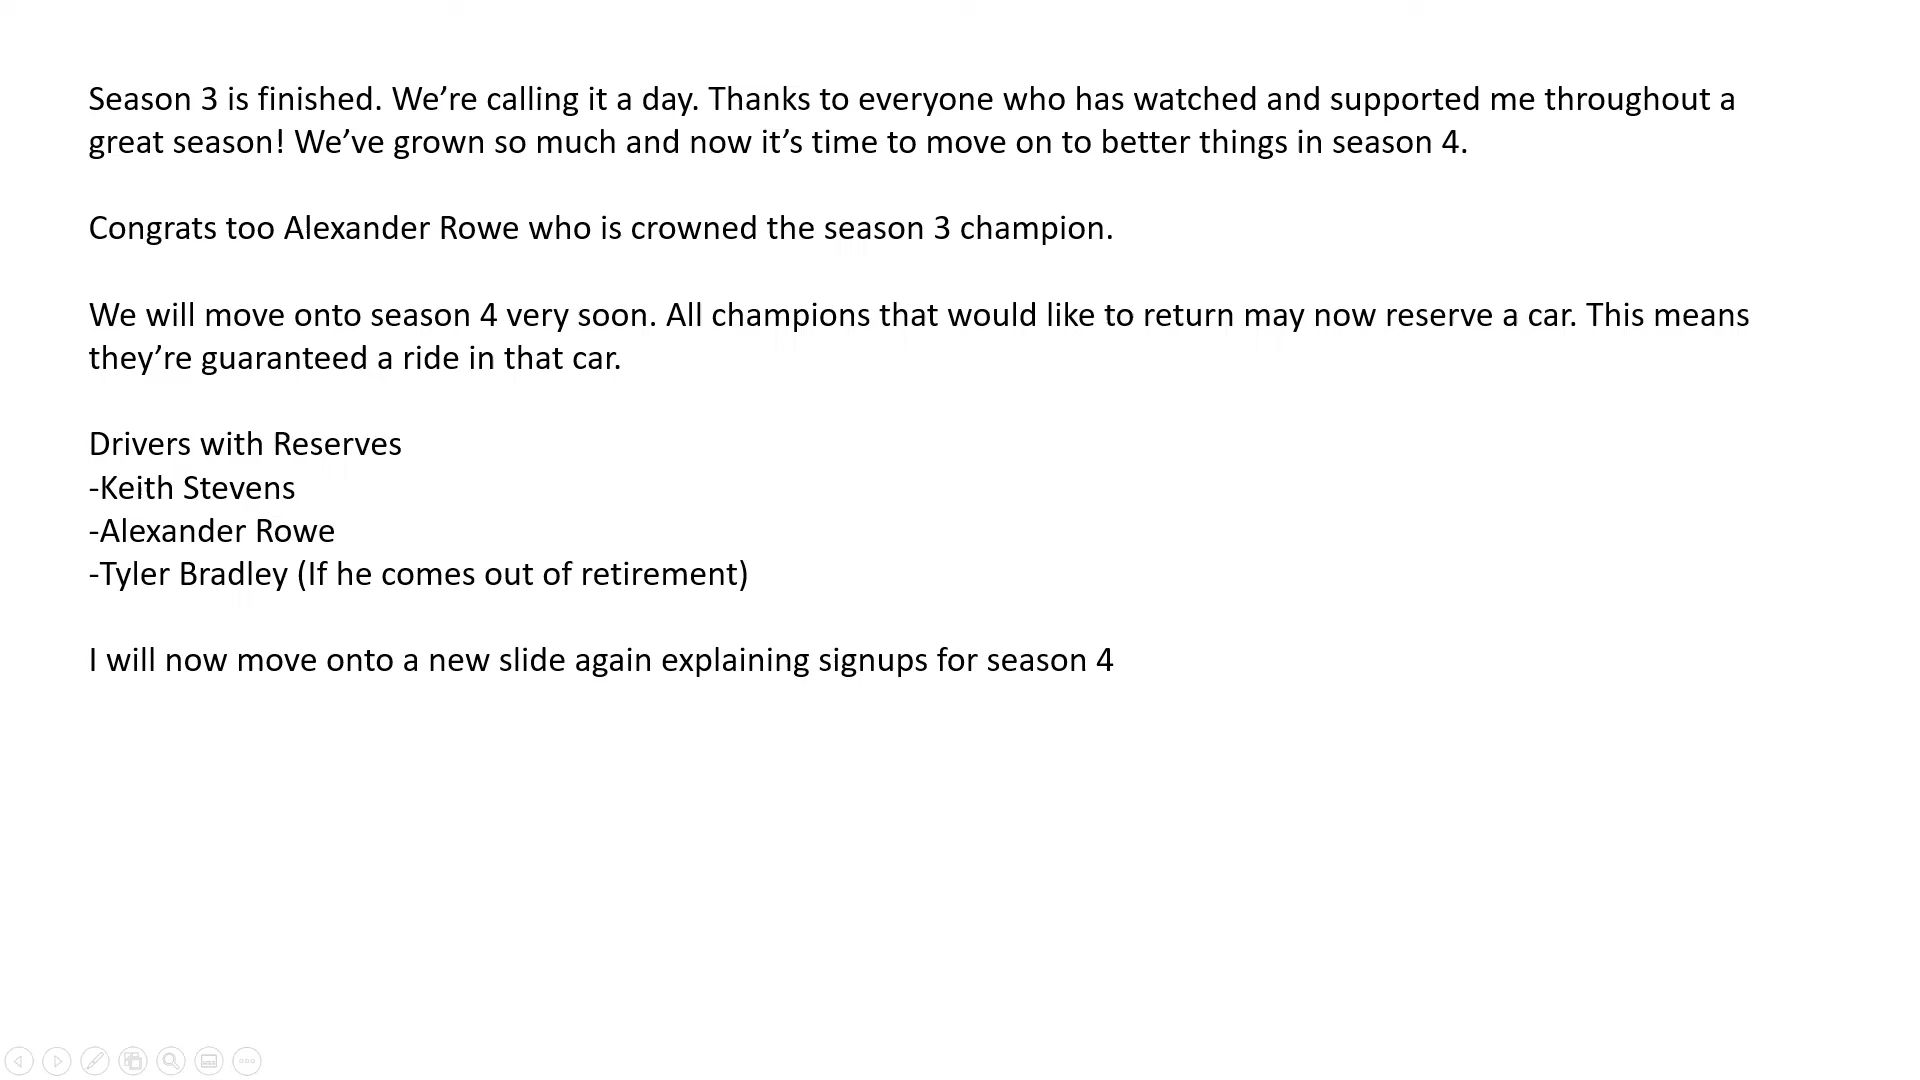 Season 3 is finished. We’re calling it a day. Thanks to everyone who has watched and supported me throughout a
great season! We’ve grown so much and now it’s time to move on to better things in season 4.
Congrats too Alexander Rowe who is crowned the season 3 champion.
We will move onto season 4 very soon. All champions that would like to return may now reserve a car. This means
they’re guaranteed a ride in that car.
Drivers with Reserves
-Keith Stevens
-Alexander Rowe
-Tyler Bradley (If he comes out of retirement)
I will now move onto a new slide again explaining signups for season 4